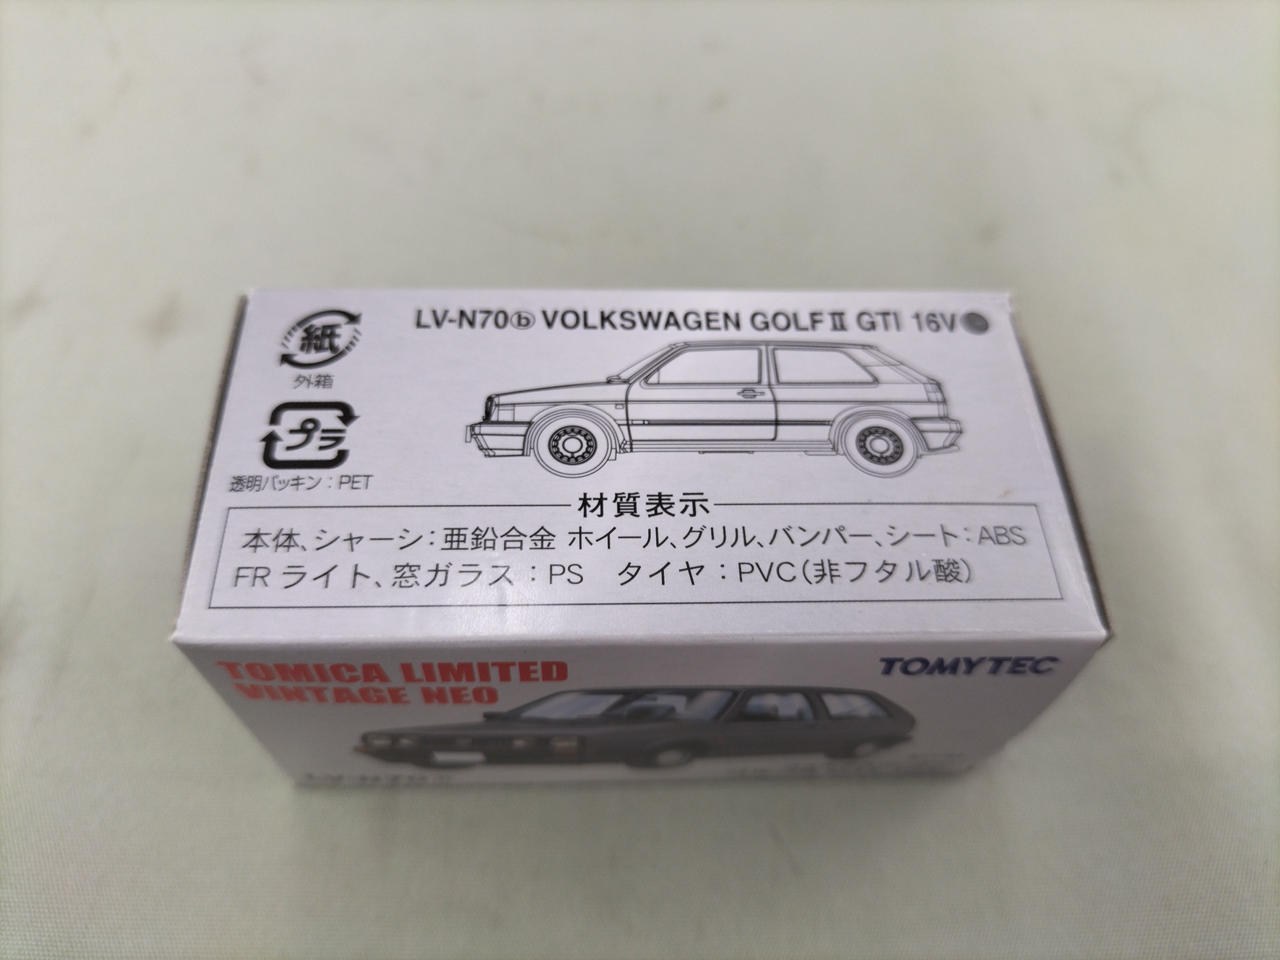 LV-N70ⓑ VOLKSWAGEN GOLFⅡ GTI 16V●
紙
外箱
プラ
透明パッキン：PET
材質表示
本体、シャーシ：亜鉛合金 ホイール、グリル、バンパー、シート：ABS
FR ライト、窓ガラス：PS タイヤ：PVC（非フタル酸）
TOMICA LIMITED
VINTAGE NEO
TOMYTEC